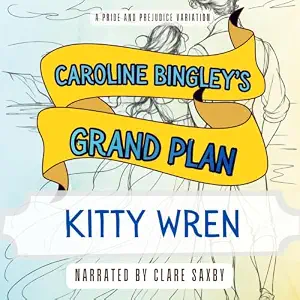 A PRIDE AND PREJUDICE VARIATION
CAROLINE BINGLEY'S
GRAND PLAN
KITTY WREN
NARRATED BY CLARE SAXBY